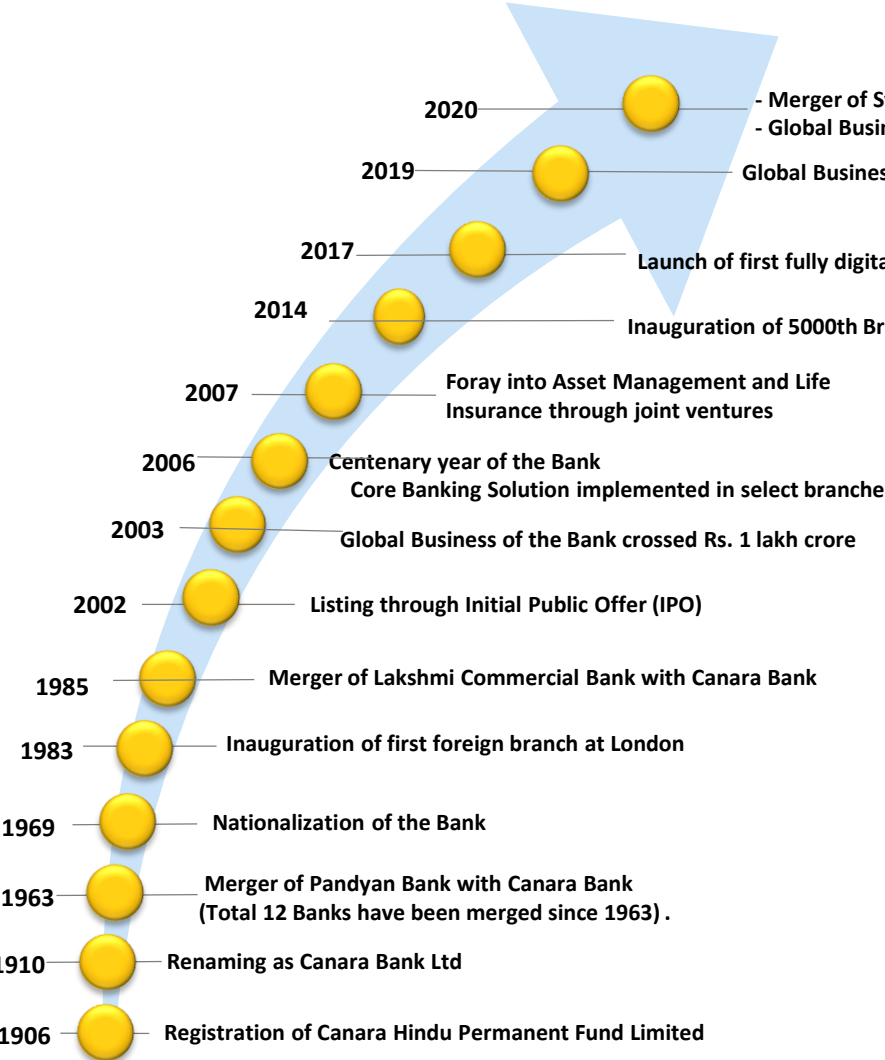 2020
- Merger of
- Global
2019
Global
2017
Launch of first fully
2014
Inauguration of 5000th
2007
Foray into Asset Management and Life
Insurance through joint ventures
2006
Centenary year of the Bank
Core Banking Solution implemented in select
2003
Global Business of the Bank crossed Rs. 1 lakh crore
2002
Listing through Initial Public Offer (IPO)
1985
Merger of Lakshmi Commercial Bank with Canara Bank
1983
Inauguration of first foreign branch at London
1969
Nationalization of the Bank
1963
Merger of Pandyan Bank with Canara Bank
(Total 12 Banks have been merged since 1963) .
1910
Renaming as Canara Bank Ltd
1906
Registration of Canara Hindu Permanent Fund Limited